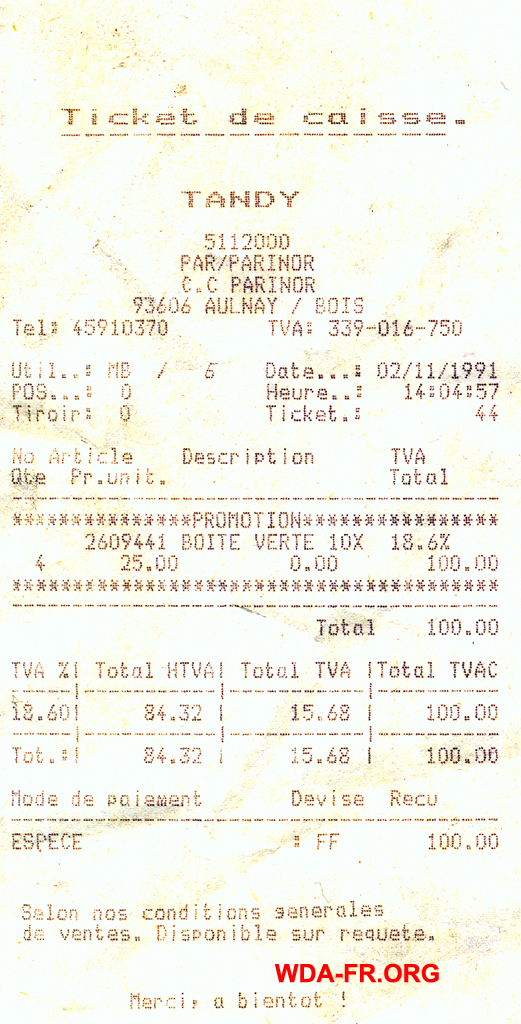 Ticket de caisse.
TANDY
5112000
PAR/PARINOR
C.C PARINOR
93606 AULNAY / BOIS
Tel: 45910370 TVA: 339-016-750
Util..: MB / 6 Date...: 02/11/1991
POS...: 0 Heure..: 14:04:57
Tiroir: 0 Ticket.: 44
No Article Description TVA
Qte Pr.unit. Total
***************PROMOTION****************
2609441 BOITE VERTE 10X 18.6%
4 25.00 0.00 100.00
****************************************
Total 100.00
TVA %| Total HTVA| Total TVA |Total TVAC
18.60| 84.32 | 15.68 | 100.00
Tot.:| 84.32 | 15.68 | 100.00
Mode de paiement Devise Recu
ESPECE : FF 100.00
Selon nos conditions generales
de ventes. Disponible sur requete.
WDA-FR.ORG
Merci, a bientot !